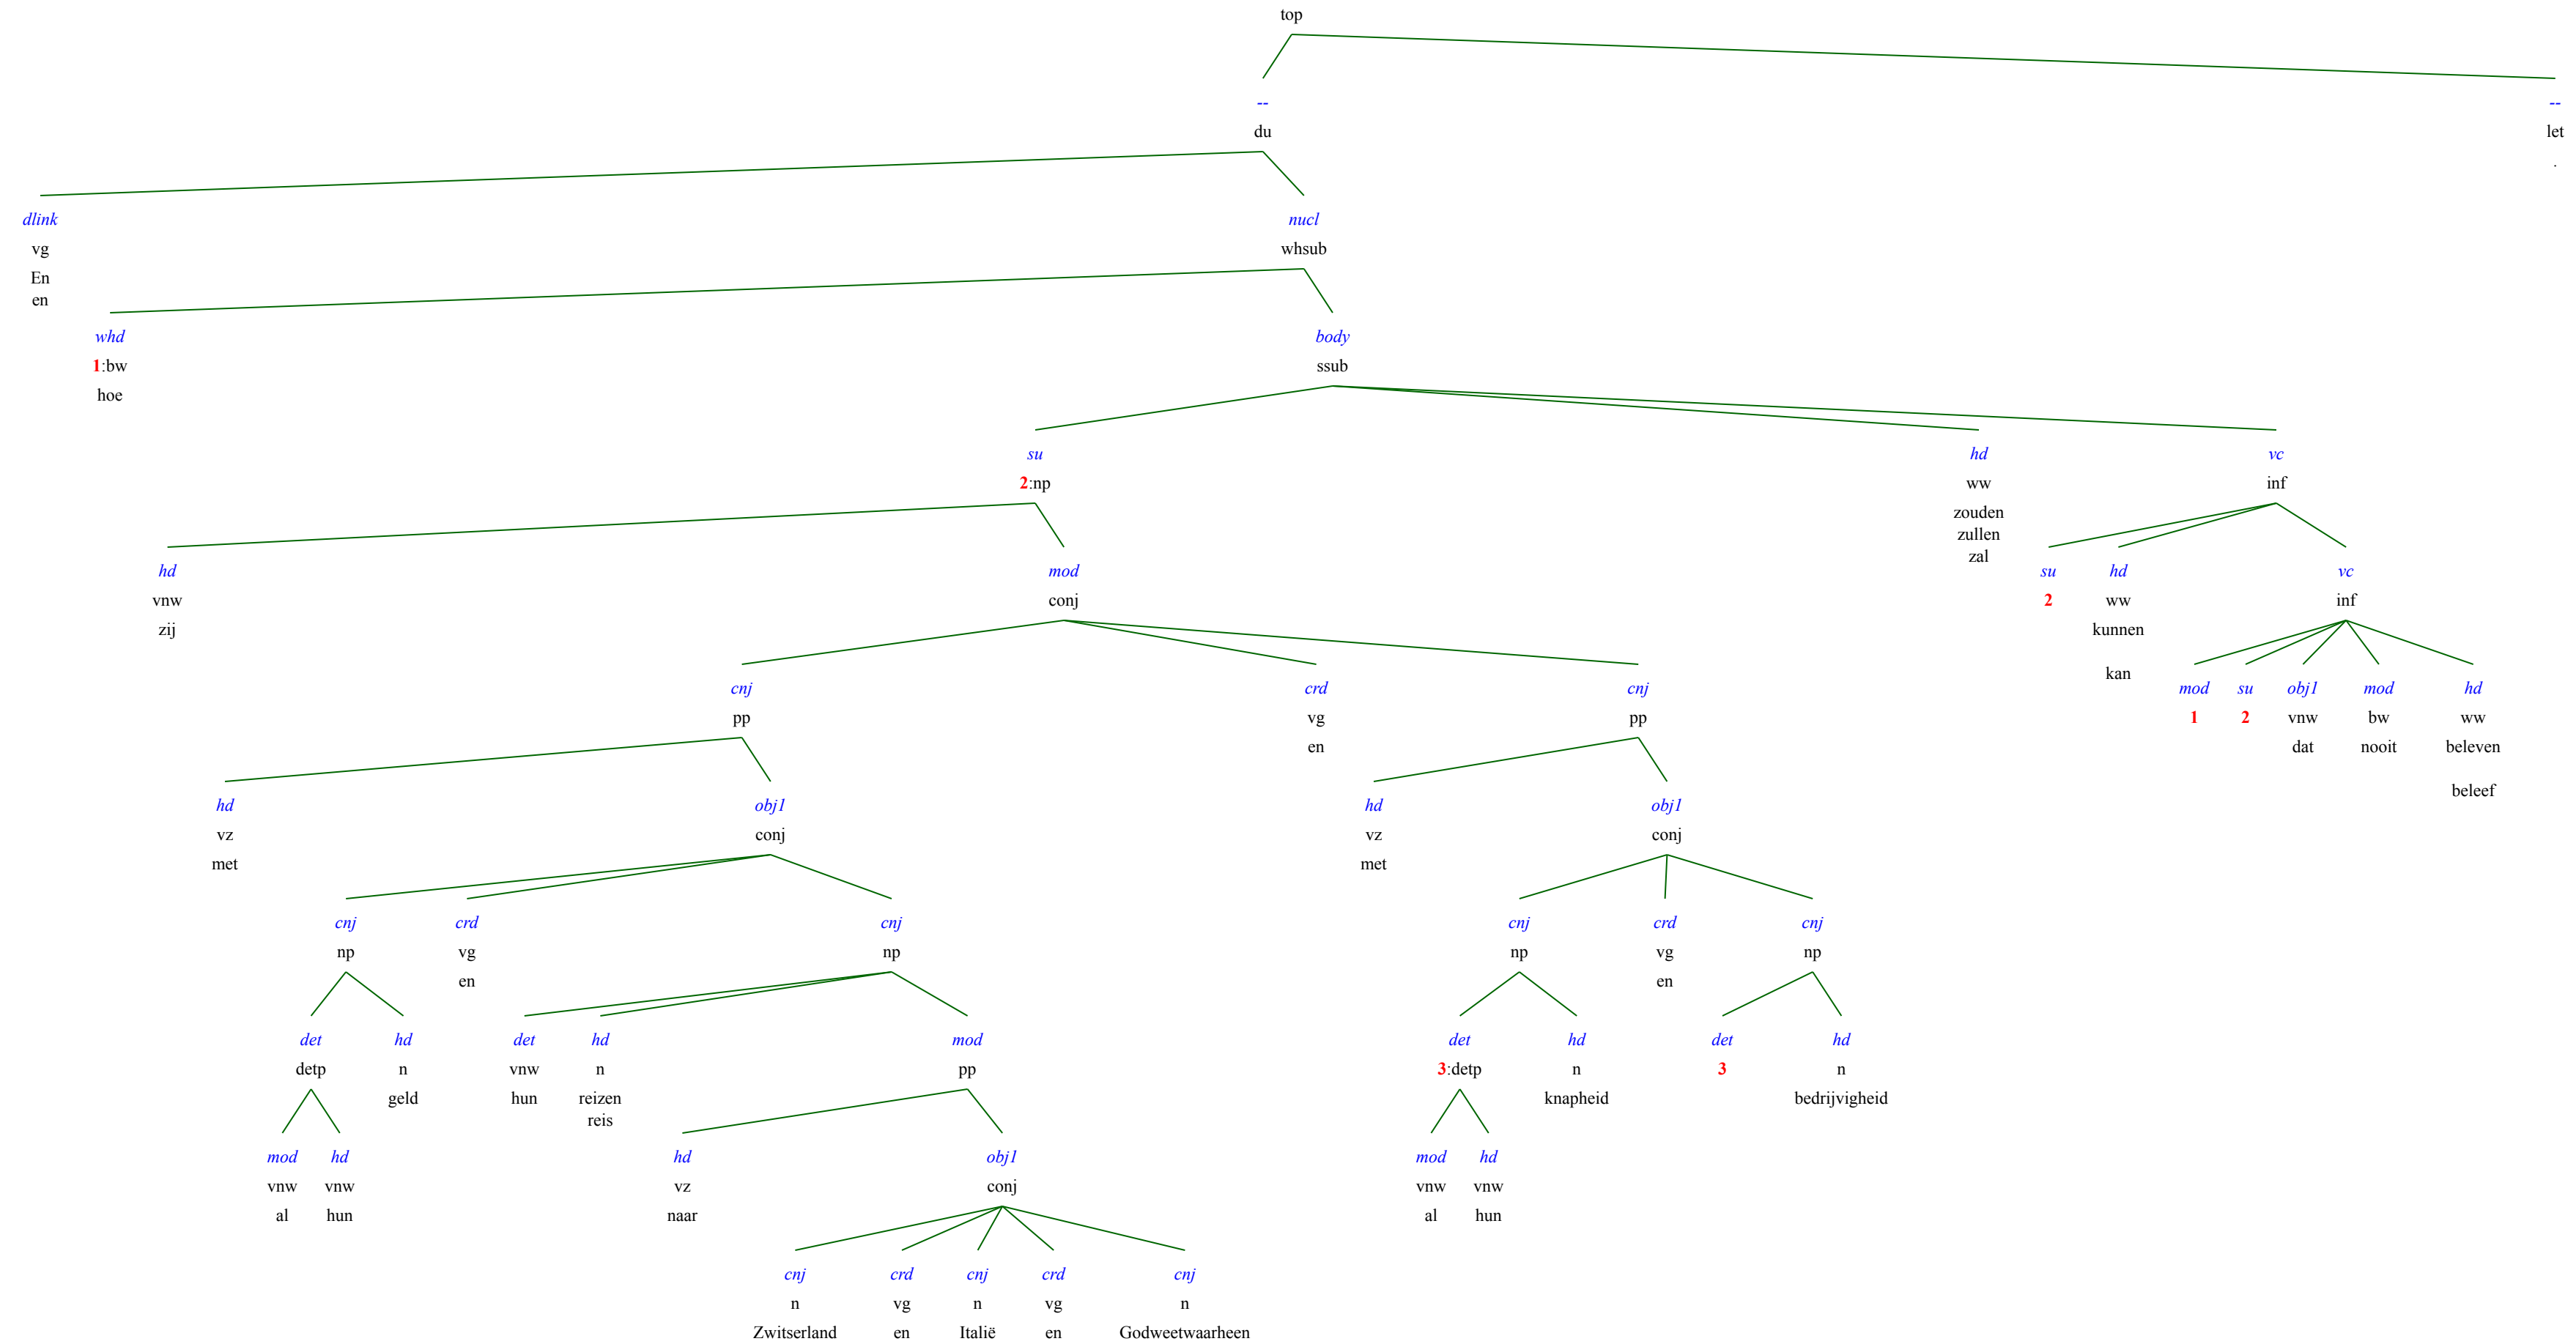 top
-- --
du let
.
dlink nucl
vg whsub
En
en
whd body
1:bw ssub
hoe
su hd vc
2:np ww inf
zouden
zullen
zal
hd mod su hd vc
vnw conj 2 ww inf
zij kunnen
kan
cnj crd cnj mod su obj1 mod hd
pp vg pp 1 2 vnw bw ww
en dat nooit beleven
beleef
hd obj1 hd obj1
vz conj vz conj
met met
cnj crd cnj cnj crd cnj
np vg np np vg np
en en
det hd det hd mod det hd det hd
detp n vnw n pp 3:detp n 3 n
geld hun reizen knapheid bedrijvigheid
reis
mod hd hd obj1 mod hd
vnw vnw vz conj vnw vnw
al hun naar al hun
cnj crd cnj crd cnj
n vg n vg n
Zwitserland en Italië en Godweetwaarheen